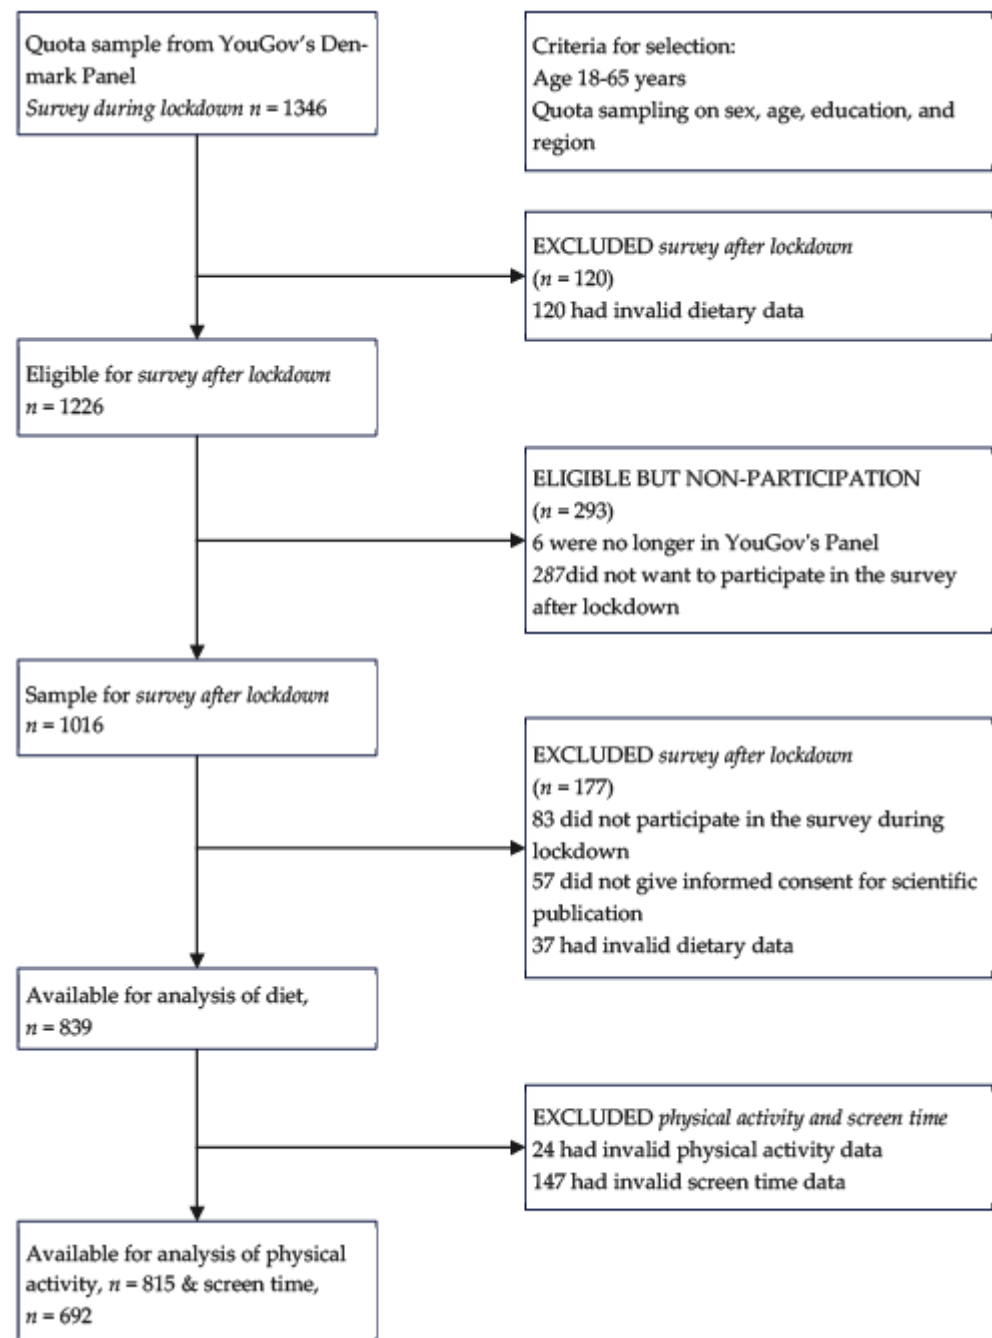 Quota sample from YouGov's Den-
mark Panel
Survey during lockdown n = 1346
Criteria for selection:
Age 18-65 years
Quota sampling on sex, age, education, and
region
EXCLUDED survey after lockdown
(n = 120)
120 had invalid dietary data
Eligible for survey after lockdown
n = 1226
ELIGIBLE BUT NON-PARTICIPATION
(n = 293)
6 were no longer in YouGov's Panel
287did not want to participate in the survey
after lockdown
Sample for survey after lockdown
n = 1016
EXCLUDED survey after lockdown
(n = 177)
83 did not participate in the survey during
lockdown
57 did not give informed consent for scientific
publication
37 had invalid dietary data
Available for analysis of diet,
n = 839
EXCLUDED physical activity and screen time
24 had invalid physical activity data
147 had invalid screen time data
Available for analysis of physical
activity, n = 815 & screen time,
n = 692